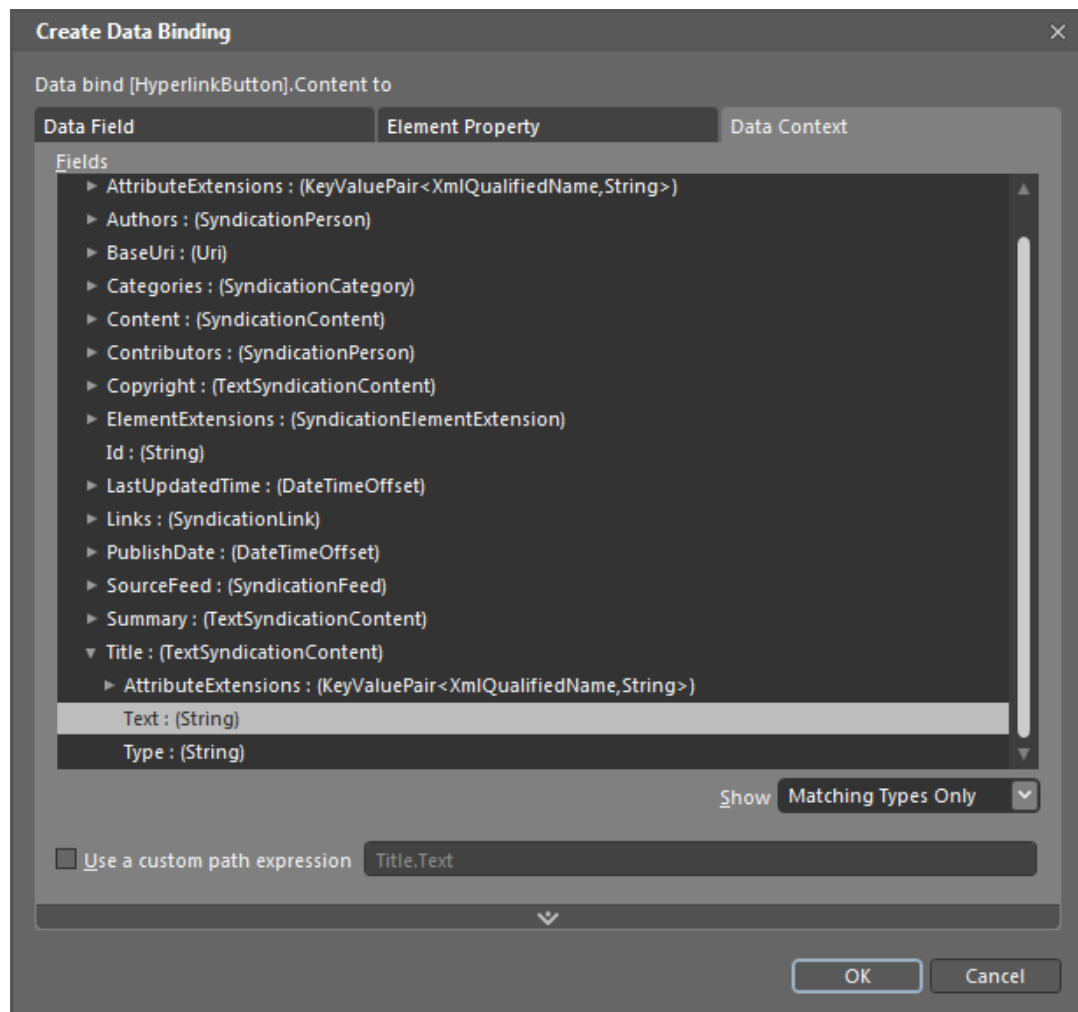 Create Data Binding
Data bind [HyperlinkButton].Content to
Data Field Element Property Data Context
Fields
AttributeExtensions : (KeyValuePair<XmlQualifiedName,String>)
Authors : (SyndicationPerson)
BaseUri : (Uri)
Categories : (SyndicationCategory)
Content : (SyndicationContent)
Contributors : (SyndicationPerson)
Copyright : (TextSyndicationContent)
ElementExtensions : (SyndicationElementExtension)
Id : (String)
LastUpdatedTime : (DateTimeOffset)
Links : (SyndicationLink)
PublishDate : (DateTimeOffset)
SourceFeed : (SyndicationFeed)
Summary : (TextSyndicationContent)
Title : (TextSyndicationContent)
AttributeExtensions : (KeyValuePair<XmlQualifiedName,String>)
Text : (String)
Type : (String)
Show Matching Types Only
Use a custom path expression Title.Text
OK Cancel